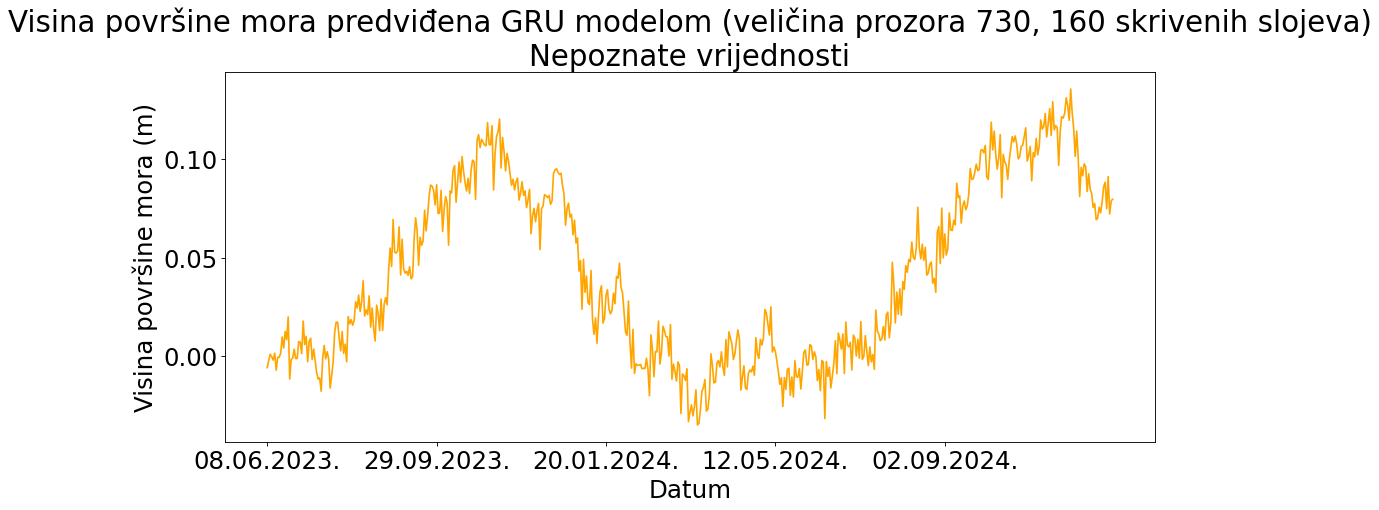 Visina površine mora predviđena GRU modelom (veličina prozora 730, 160 skrivenih slojeva)
Nepoznate vrijednosti
Visina površine mora (m)
0.10
0.05
0.00
08.06.2023.
29.09.2023.
20.01.2024.
12.05.2024.
02.09.2024.
Datum